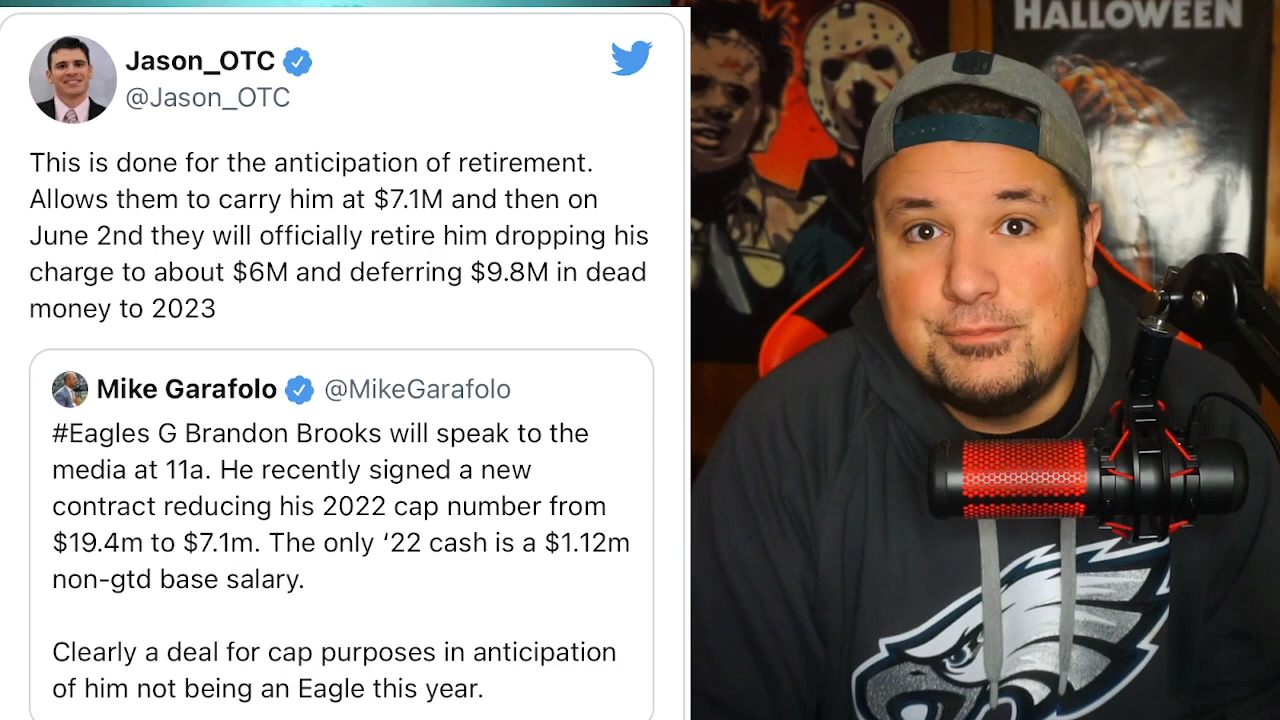 HALLOWEEN
Jason_OTC
@Jason_OTC
This is done for the anticipation of retirement.
Allows them to carry him at $7.1M and then on
June 2nd they will officially retire him dropping his
charge to about $6M and deferring $9.8M in dead
money to 2023
Mike Garafolo @MikeGarafolo
#Eagles G Brandon Brooks will speak to the
media at 11a. He recently signed a new
contract reducing his 2022 cap number from
$19.4m to $7.1m. The only ‘22 cash is a $1.12m
non-gtd base salary.
Clearly a deal for cap purposes in anticipation
of him not being an Eagle this year.